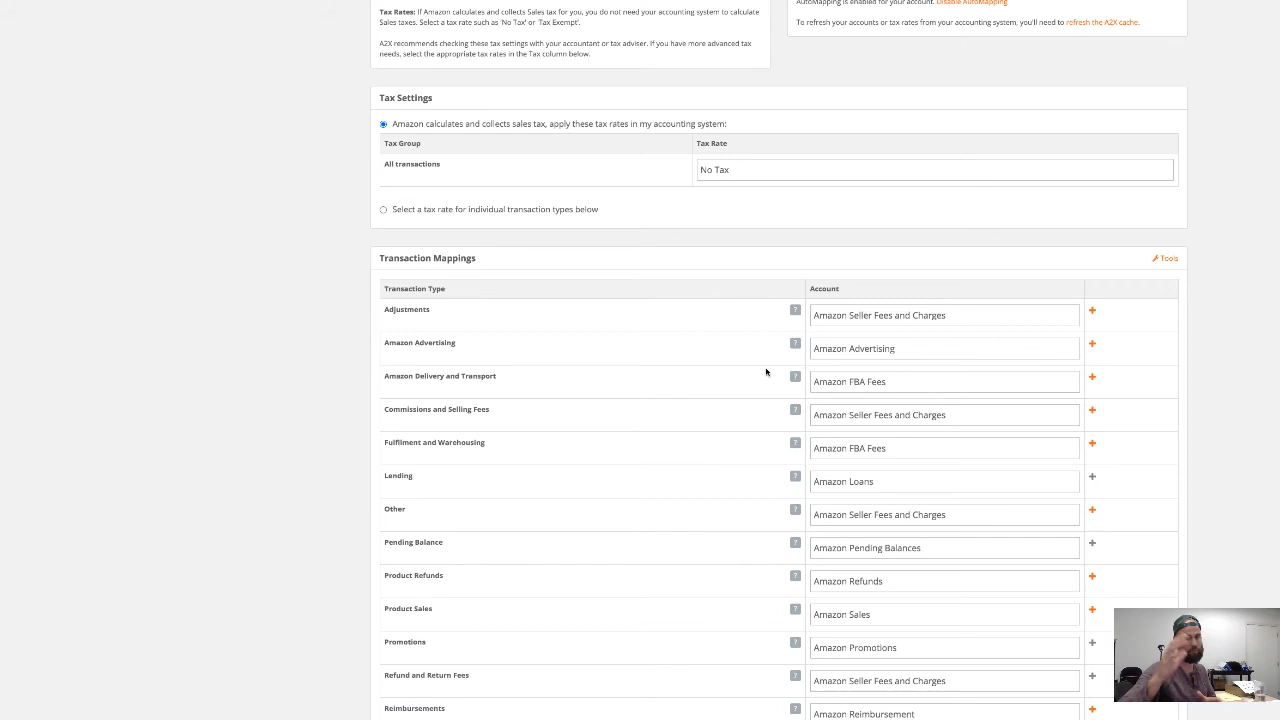 Tax Rates: If Amazon calculates and collects Sales tax for you, you do not need your accounting system to calculate
Sales taxes. Select a tax rate such as 'No Tax' or 'Tax Exempt'.
A2X recommends checking these tax settings with your accountant or tax adviser. If you have more advanced tax
needs, select the appropriate tax rates in the Tax column below.
AutoMapping is enabled for your account. Disable AutoMapping
To refresh your accounts or tax rates from your accounting system, you'll need to refresh the A2X cache.
Tax Settings
Amazon calculates and collects sales tax, apply these tax rates in my accounting system:
Tax Group Tax Rate
All transactions No Tax
Select a tax rate for individual transaction types below
Transaction Mappings Tools
Transaction Type Account
Adjustments ? Amazon Seller Fees and Charges
Amazon Advertising ? Amazon Advertising
Amazon Delivery and Transport ? Amazon FBA Fees
Commissions and Selling Fees ? Amazon Seller Fees and Charges
Fulfilment and Warehousing ? Amazon FBA Fees
Lending ? Amazon Loans
Other ? Amazon Seller Fees and Charges
Pending Balance ? Amazon Pending Balances
Product Refunds ? Amazon Refunds
Product Sales ? Amazon Sales
Promotions ? Amazon Promotions
Refund and Return Fees ? Amazon Seller Fees and Charges
Reimbursements ? Amazon Reimbursement